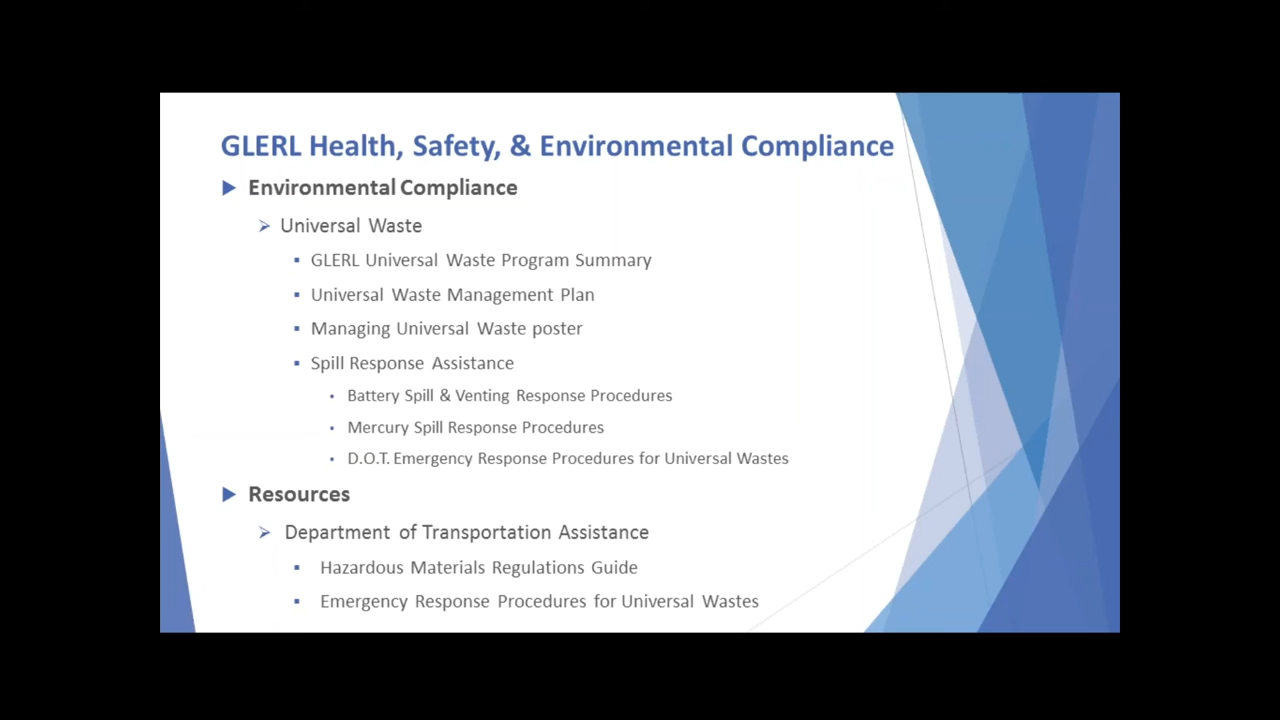 GLERL Health, Safety, & Environmental Compliance
Environmental Compliance
Universal Waste
GLERL Universal Waste Program Summary
Universal Waste Management Plan
Managing Universal Waste poster
Spill Response Assistance
Battery Spill & Venting Response Procedures
Mercury Spill Response Procedures
D.O.T. Emergency Response Procedures for Universal Wastes
Resources
Department of Transportation Assistance
Hazardous Materials Regulations Guide
Emergency Response Procedures for Universal Wastes